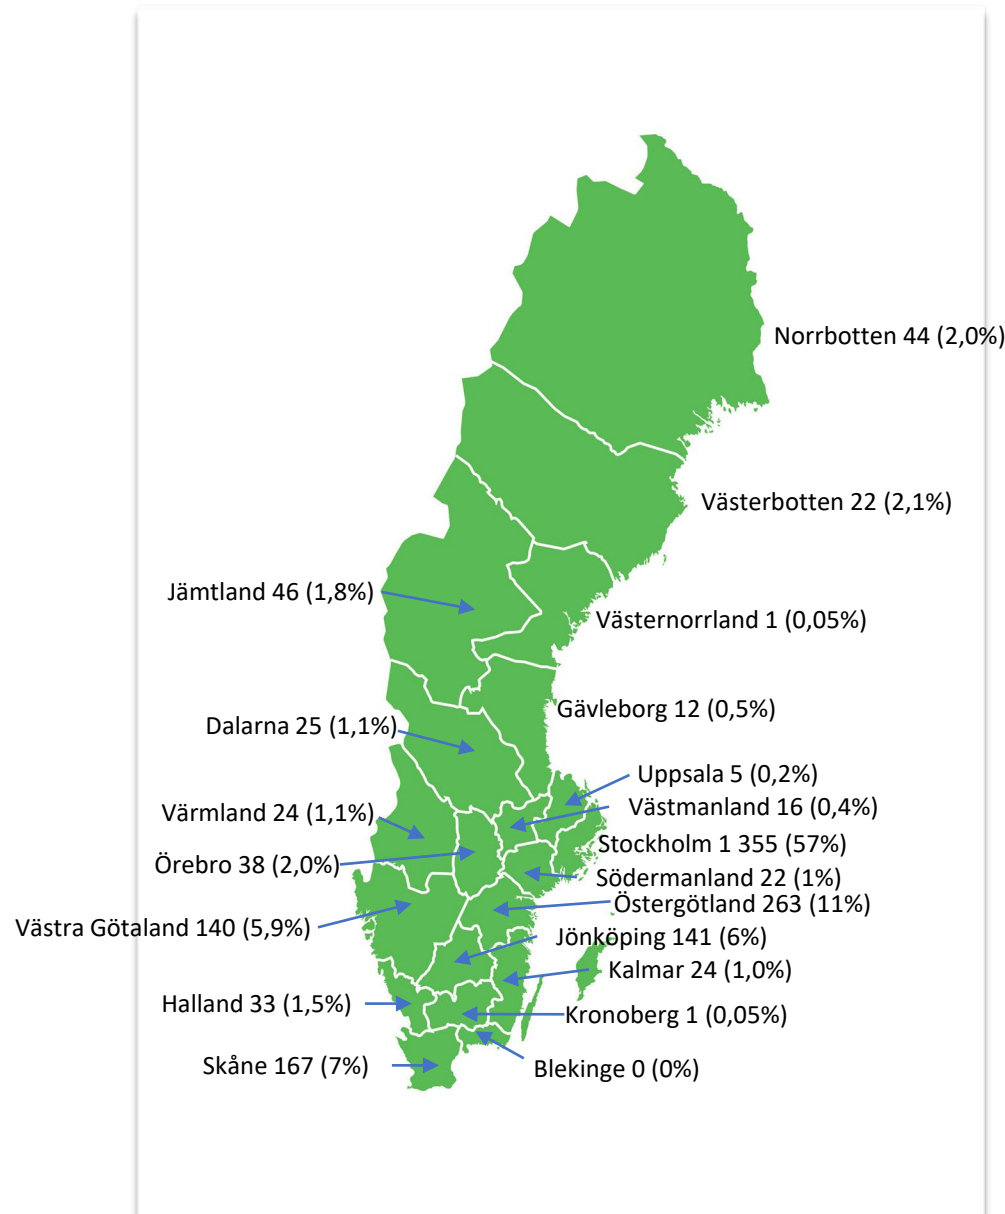 Norrbotten 44 (2,0%)
Västerbotten 22 (2,1%)
Jämtland 46 (1,8%)
Västernorrland 1 (0,05%)
Gävleborg 12 (0,5%)
Dalarna 25 (1,1%)
Uppsala 5 (0,2%)
Västmanland 16 (0,4%)
Värmland 24 (1,1%)
Stockholm 1 355 (57%)
Örebro 38 (2,0%)
Södermanland 22 (1%)
Östergötland 263 (11%)
Västra Götaland 140 (5,9%)
Jönköping 141 (6%)
Kalmar 24 (1,0%)
Halland 33 (1,5%)
Kronoberg 1 (0,05%)
Skåne 167 (7%)
Blekinge 0 (0%)